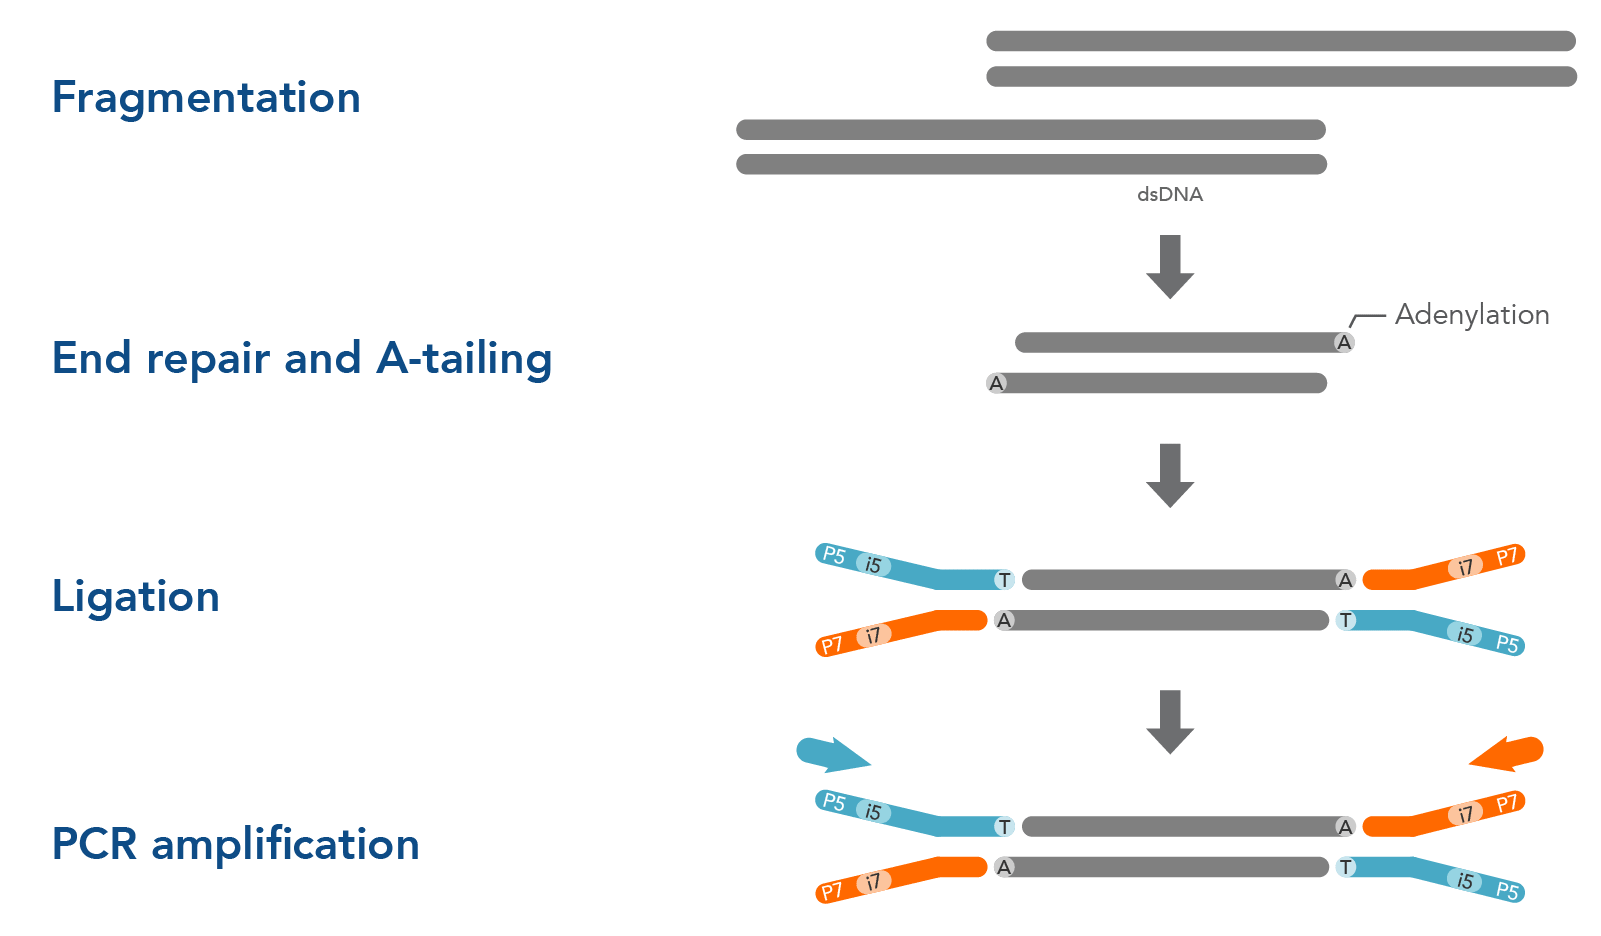 Fragmentation
dsDNA
Adenylation
A
End repair and A-tailing
A
P5 i5 T A i7 P7
Ligation
P7 i7 A T i5 P5
P5 i5 T A i7 P7
PCR amplification
P7 i7 A T i5 P5